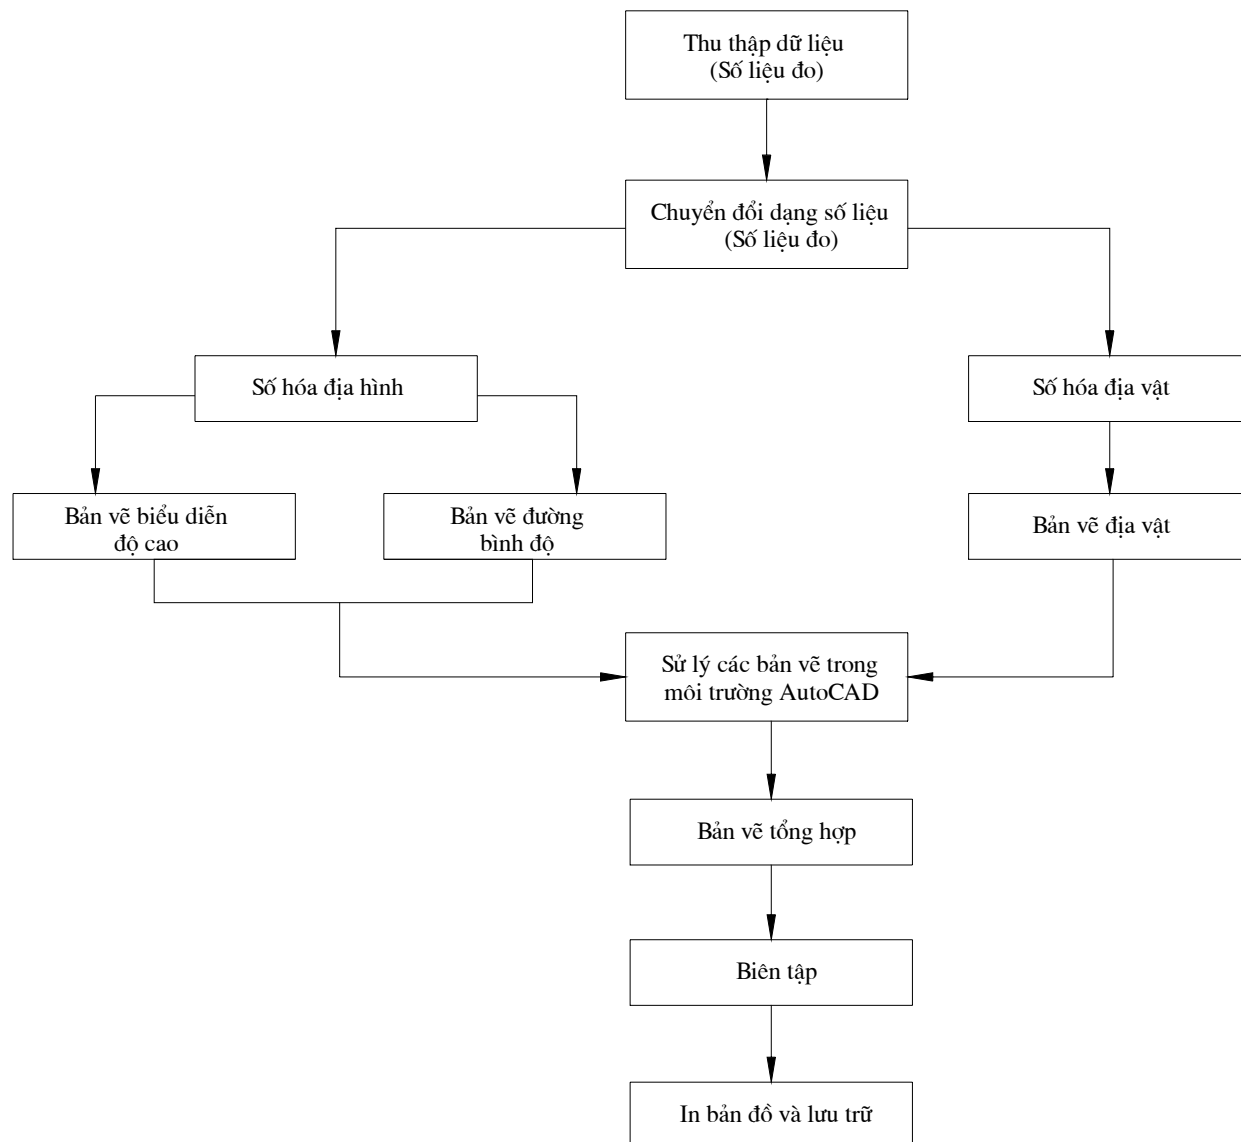 Thu thập dữ liệu
(Số liệu đo)
Chuyển đổi dạng số liệu
(Số liệu đo)
Số hóa địa hình
Số hóa địa vật
Bản vẽ biểu diễn
độ cao
Bản vẽ đường
bình độ
Bản vẽ địa vật
Sử lý các bản vẽ trong
môi trường AutoCAD
Bản vẽ tổng hợp
Biên tập
In bản đồ và lưu trữ